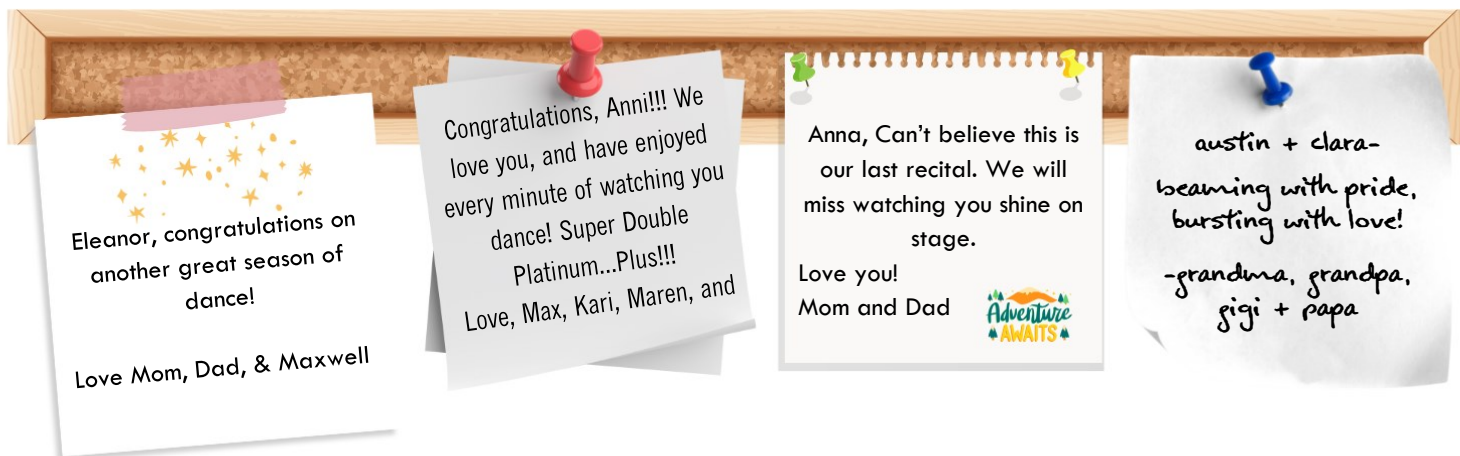 Eleanor, congratulations on
another great season of
dance!
Love Mom, Dad, & Maxwell
Congratulations, Anni!!! We
love you, and have enjoyed
every minute of watching you
dance! Super Double
Platinum...Plus!!!
Love, Max, Kari, Maren, and
Anna, Can't believe this is
our last recital. We will
miss watching you shine on
stage.
Love you!
Mom and Dad
Adventure
AWAITS
austin + clara-
beaming with pride,
bursting with love!
-grandma, grandpa,
gigi + papa